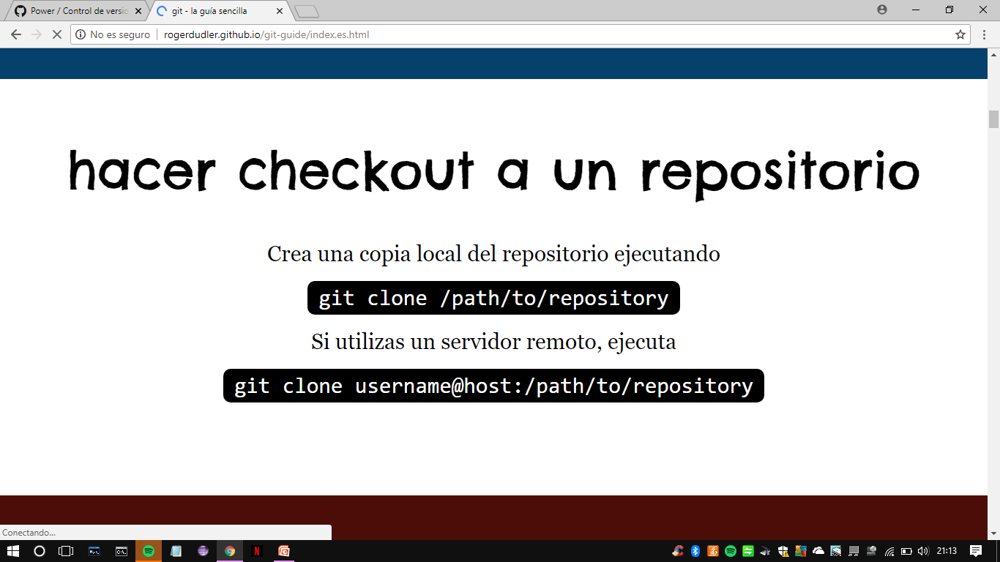 Power / Control de versio
git - la guía sencilla
No es seguro
rogerdudler.github.io/git-guide/index.es.html
hacer checkout a un repositorio
Crea una copia local del repositorio ejecutando
git clone /path/to/repository
Si utilizas un servidor remoto, ejecuta
git clone username@host:/path/to/repository
Conectando...
21:13